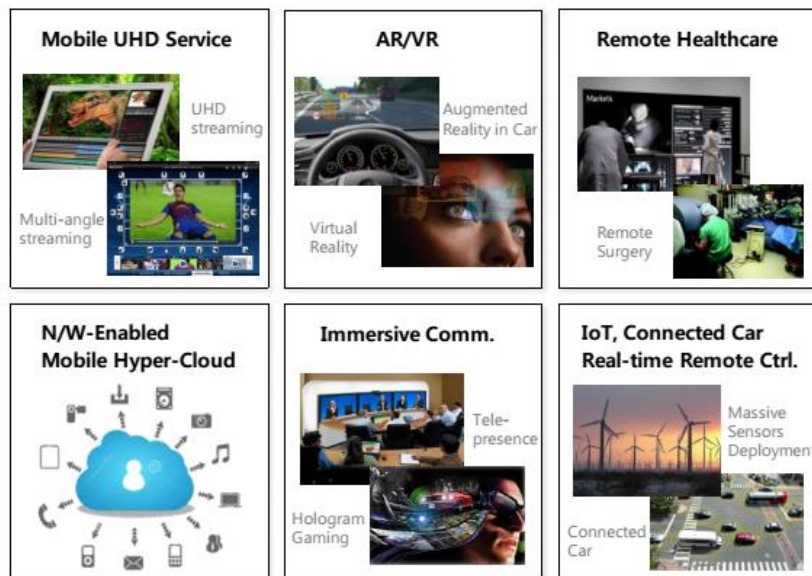 Mobile UHD Service
UHD
streaming
Multi-angle
streaming
AR/VR
Augmented
Reality in Car
Virtual
Reality
Remote Healthcare
Markets
Remote
Surgery
N/W-Enabled
Mobile Hyper-Cloud
Immersive Comm.
Tele-
presence
Hologram
Gaming
IoT, Connected Car
Real-time Remote Ctrl.
Massive
Sensors
Deployment
Connected
Car